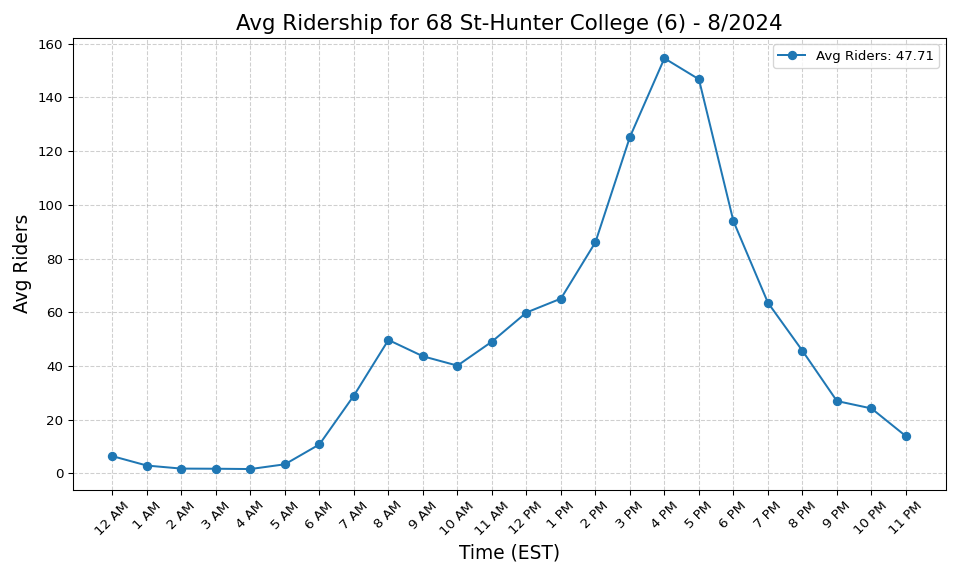 Avg Ridership for 68 St-Hunter College (6) - 8/2024
Avg Riders: 47.71
Avg Riders
160
140
120
100
80
60
40
20
0
12 AM
1 AM
2 AM
3 AM
4 AM
5 AM
6 AM
7 AM
8 AM
9 AM
10 AM
11 AM
12 PM
1 PM
2 PM
3 PM
4 PM
5 PM
6 PM
7 PM
8 PM
9 PM
10 PM
11 PM
Time (EST)